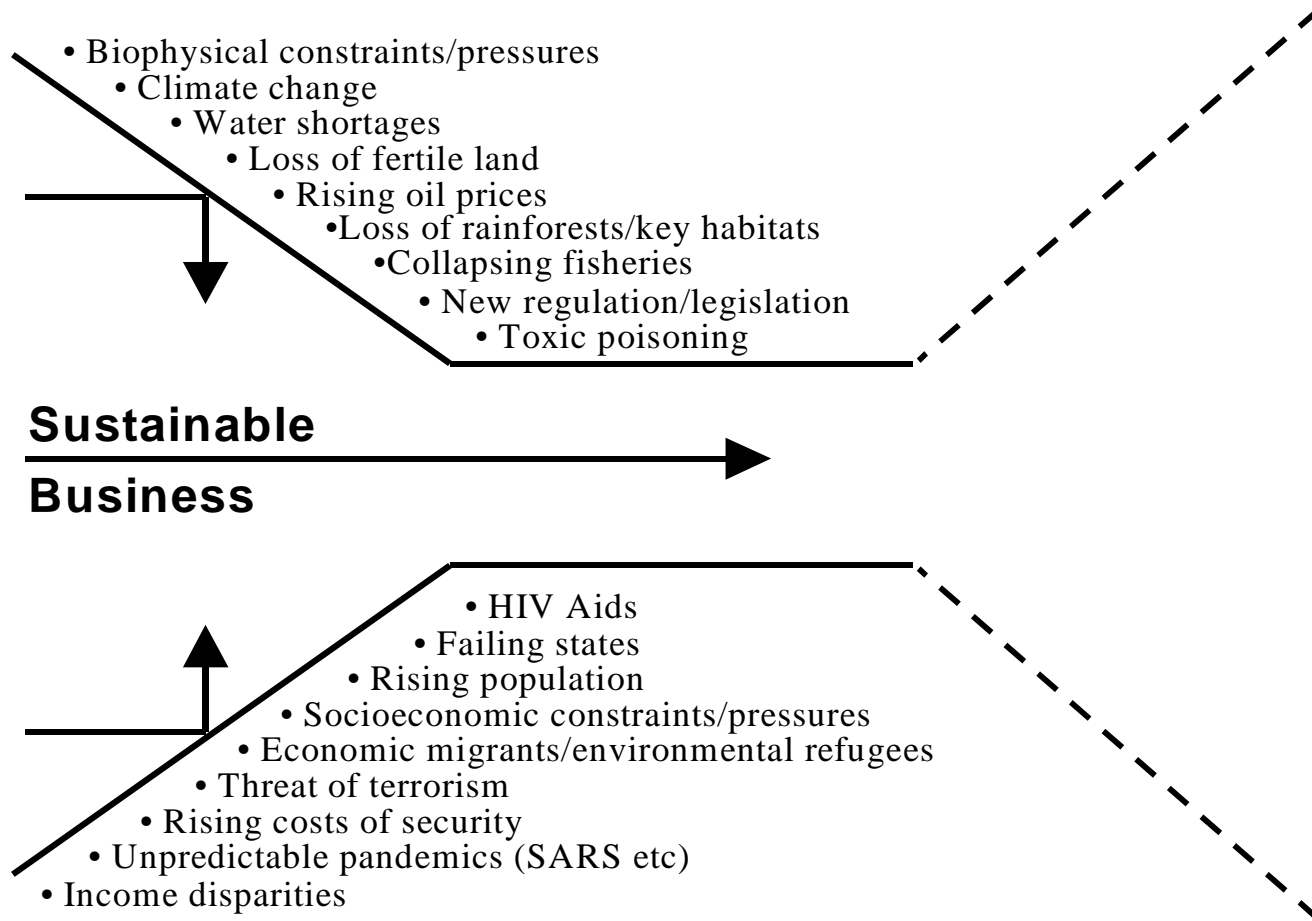 • Biophysical constraints/pressures
• Climate change
• Water shortages
• Loss of fertile land
• Rising oil prices
•Loss of rainforests/key habitats
•Collapsing fisheries
• New regulation/legislation
• Toxic poisoning
Sustainable
Business
• HIV Aids
• Failing states
• Rising population
• Socioeconomic constraints/pressures
• Economic migrants/environmental refugees
• Threat of terrorism
• Rising costs of security
• Unpredictable pandemics (SARS etc)
• Income disparities